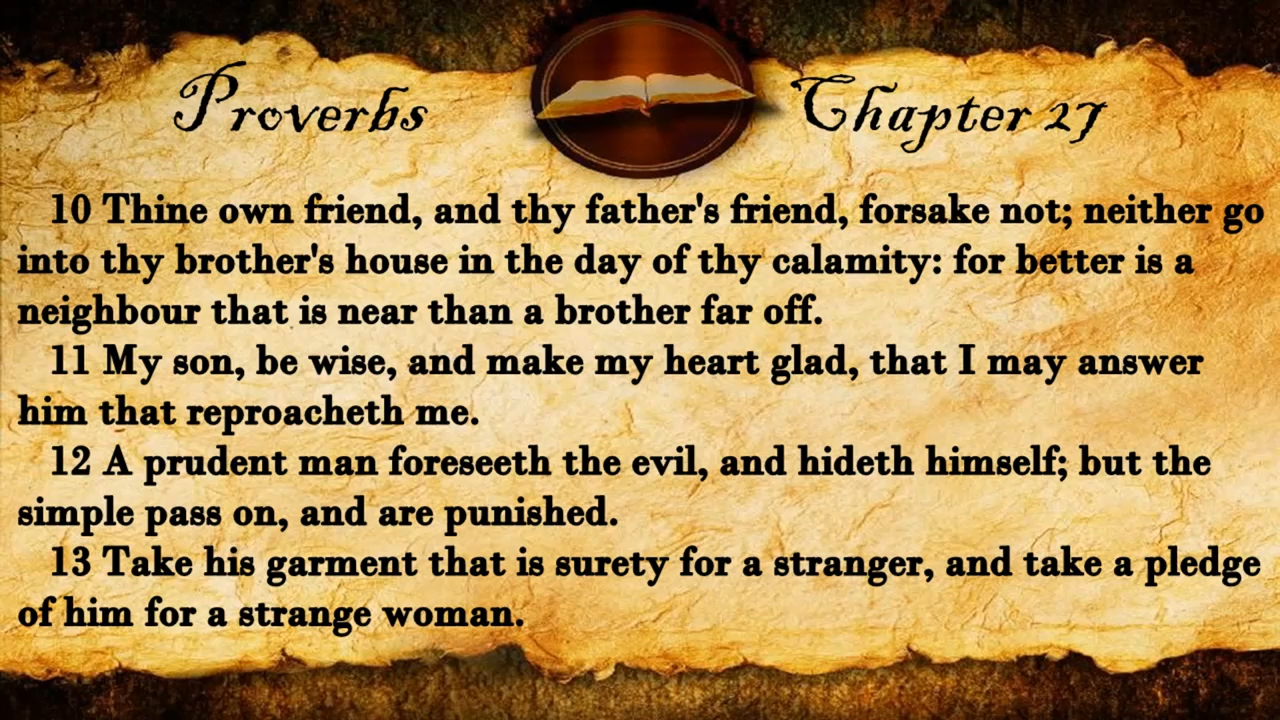 Proverbs Chapter 27
10 Thine own friend, and thy father's friend, forsake not; neither go
into thy brother's house in the day of thy calamity: for better is a
neighbour that is near than a brother far off.
11 My son, be wise, and make my heart glad, that I may answer
him that reproacheth me.
12 A prudent man foreseeth the evil, and hideth himself; but the
simple pass on, and are punished.
13 Take his garment that is surety for a stranger, and take a pledge
of him for a strange woman.